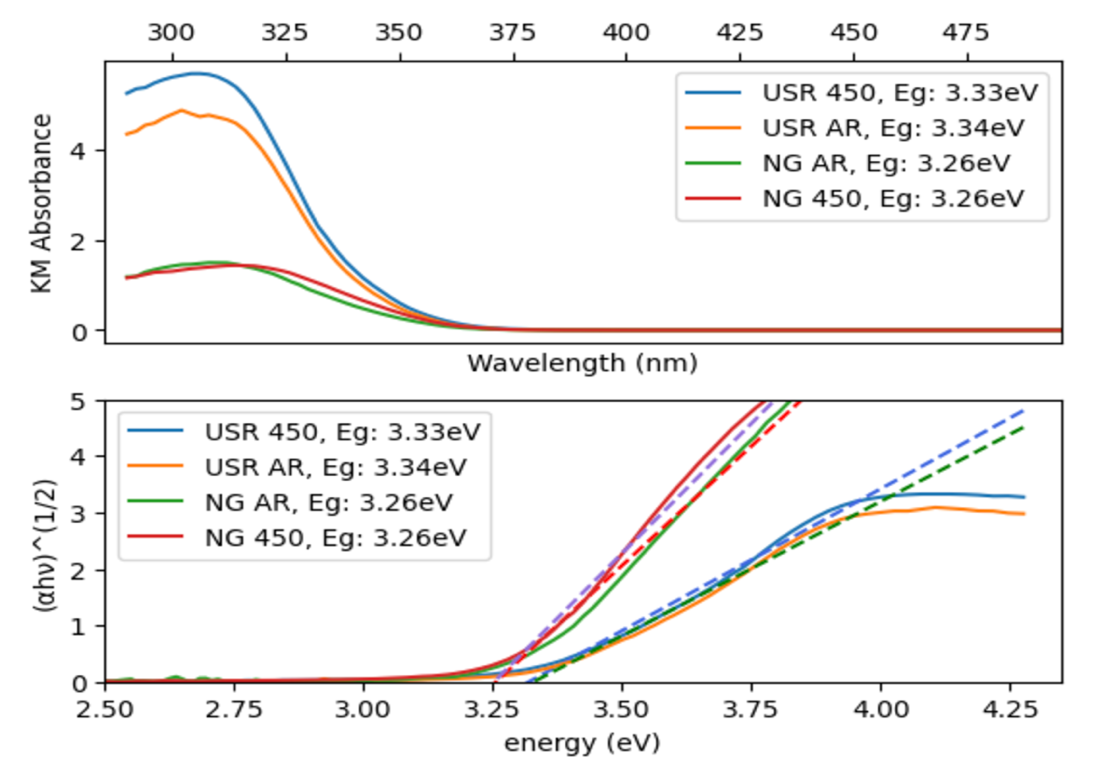 300 325 350 375 400 425 450 475
KM Absorbance
4
2
0
USR 450, Eg: 3.33eV
USR AR, Eg: 3.34eV
NG AR, Eg: 3.26eV
NG 450, Eg: 3.26eV
Wavelength (nm)
(αhν)^(1/2)
5
4
3
2
1
0
USR 450, Eg: 3.33eV
USR AR, Eg: 3.34eV
NG AR, Eg: 3.26eV
NG 450, Eg: 3.26eV
2.50 2.75 3.00 3.25 3.50 3.75 4.00 4.25
energy (eV)